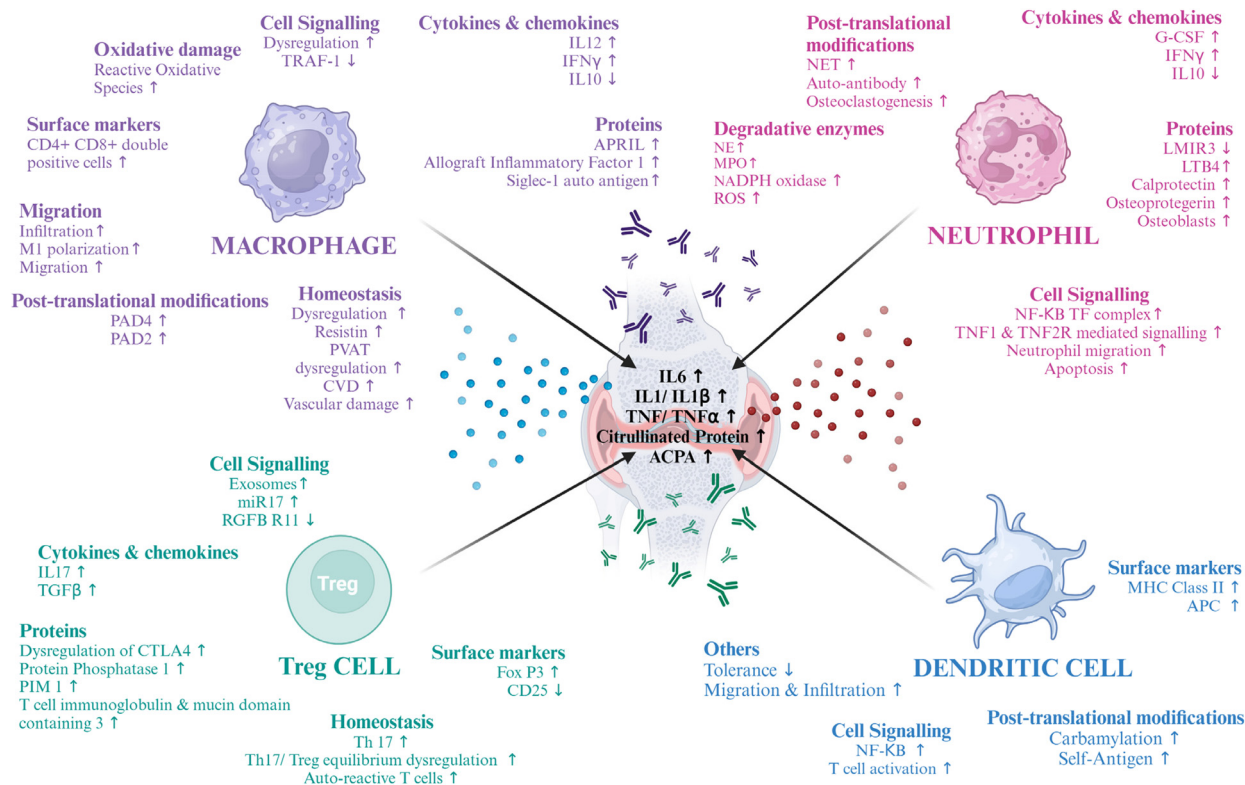 Cell Signalling
Dysregulation ↑
TRAF-1 ↓
Oxidative damage
Reactive Oxidative
Species ↑
Surface markers
CD4+ CD8+ double
positive cells ↑
Migration
Infiltration↑
M1 polarization↑
Migration ↑
MACROPHAGE
Post-translational modifications
PAD4 ↑
PAD2 ↑
Homeostasis
Dysregulation ↑
Resistin ↑
PVAT
dysregulation ↑
CVD ↑
Vascular damage ↑
Cytokines & chemokines
IL12 ↑
IFNγ ↑
IL10 ↓
Proteins
APRIL ↑
Allograft Inflammatory Factor 1 ↑
Siglec-1 auto antigen↑
Post-translational
modifications
NET ↑
Auto-antibody ↑
Osteoclastogenesis ↑
Degradative enzymes
NE↑
MPO↑
NADPH oxidase ↑
ROS ↑
Cytokines & chemokines
G-CSF ↑
IFNγ ↑
IL10 ↓
Proteins
LMIR3 ↓
LTB4↑
Calprotectin ↑
Osteoprotegerin ↑
Osteoblasts ↑
NEUTROPHIL
Cell Signalling
NF-KB TF complex↑
TNF1 & TNF2R mediated signalling ↑
Neutrophil migration ↑
Apoptosis ↑
IL6 ↑
IL1/ IL1β ↑
TNF/ TNFα ↑
Citrullinated Protein ↑
ACPA ↑
Cell Signalling
Exosomes↑
miR17 ↑
RGFB R11 ↓
Cytokines & chemokines
IL17 ↑
TGFβ ↑
Treg
Treg CELL
Proteins
Dysregulation of CTLA4 ↑
Protein Phosphatase 1 ↑
PIM 1 ↑
T cell immunoglobulin & mucin domain
containing 3 ↑
Surface markers
Fox P3 ↑
CD25 ↓
Homeostasis
Th 17 ↑
Th17/ Treg equilibrium dysregulation ↑
Auto-reactive T cells ↑
Surface markers
MHC Class II ↑
APC ↑
DENDRITIC CELL
Others
Tolerance ↓
Migration & Infiltration ↑
Cell Signalling
NF-KB ↑
T cell activation ↑
Post-translational modifications
Carbamylation ↑
Self-Antigen ↑